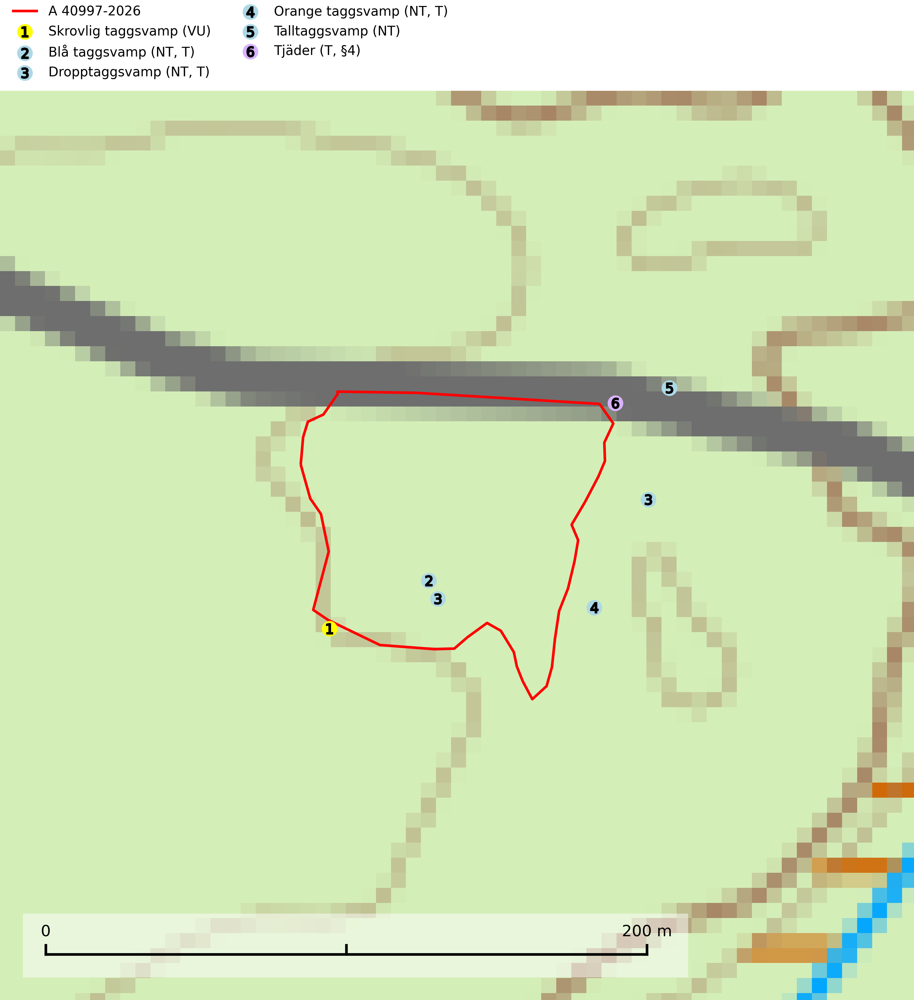 A 40997-2026
1 Skrovlig taggsvamp (VU)
2 Blå taggsvamp (NT, T)
3 Dropptaggsvamp (NT, T)
4 Orange taggsvamp (NT, T)
5 Talltaggsvamp (NT)
6 Tjäder (T, §4)
5
6
3
2
3
4
1
0 200 m